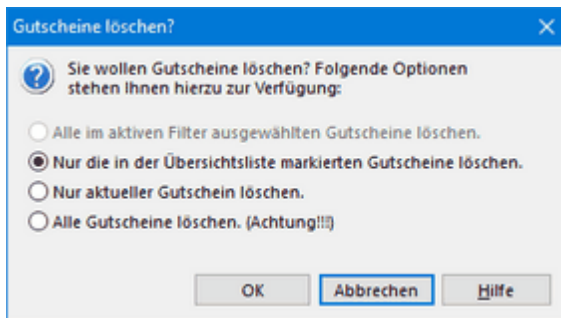 Gutscheine löschen?
Sie wollen Gutscheine löschen? Folgende Optionen
stehen Ihnen hierzu zur Verfügung:
Alle im aktiven Filter ausgewählten Gutscheine löschen.
Nur die in der Übersichtsliste markierten Gutscheine löschen.
Nur aktueller Gutschein löschen.
Alle Gutscheine löschen. (Achtung!!!)
OK Abbrechen Hilfe